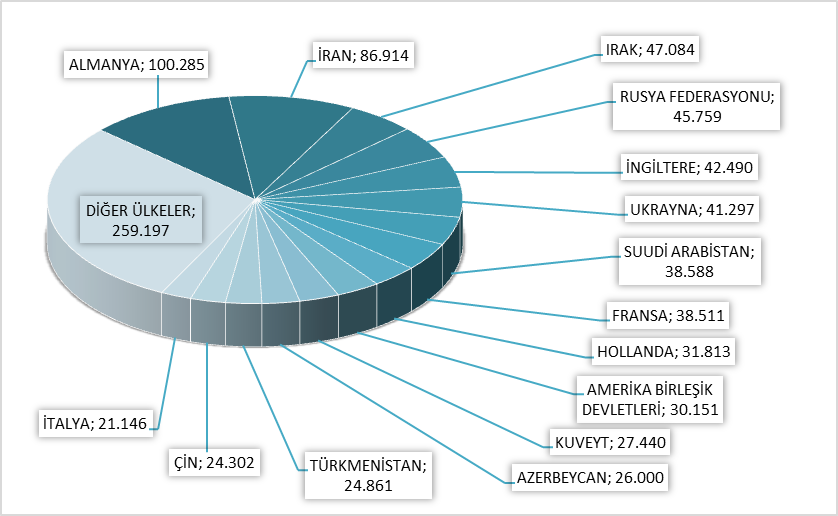 ALMANYA; 100.285
İRAN; 86.914
IRAK; 47.084
RUSYA FEDERASYONU;
45.759
İNGİLTERE; 42.490
UKRAYNA; 41.297
SUUDİ ARABİSTAN;
38.588
FRANSA; 38.511
HOLLANDA; 31.813
AMERİKA BİRLEŞİK
DEVLETLERİ; 30.151
KUVEYT; 27.440
AZERBEYCAN; 26.000
TÜRKMENİSTAN;
24.861
ÇİN; 24.302
İTALYA; 21.146
DİĞER ÜLKELER;
259.197